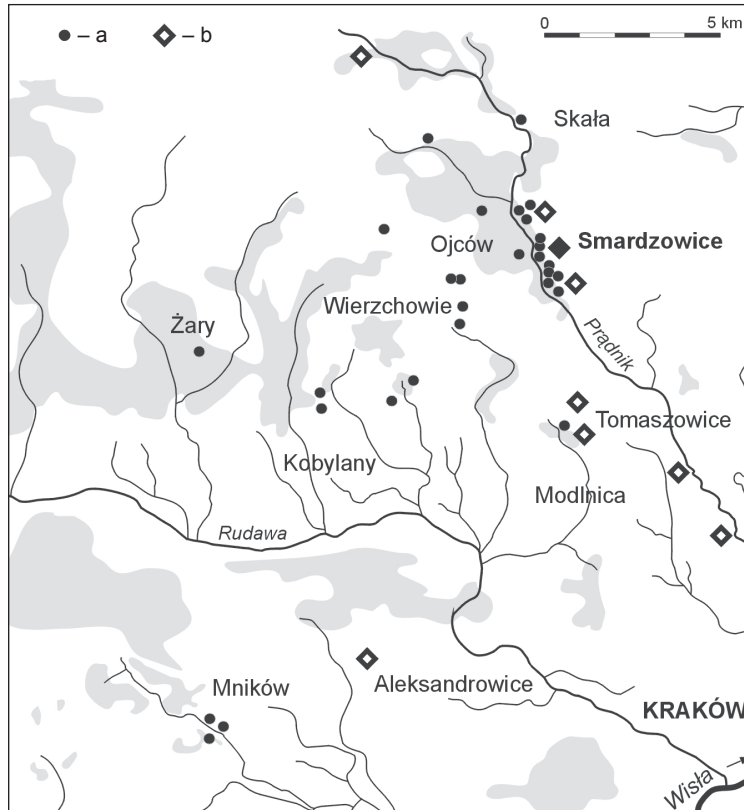 – a – b 0 5 km
Skała
Ojców
Smardzowice
Wierzchowie
Żary
Prądnik
Tomaszowice
Kobylany
Modlnica
Rudawa
Mników
Aleksandrowice
KRAKÓW
Wisła